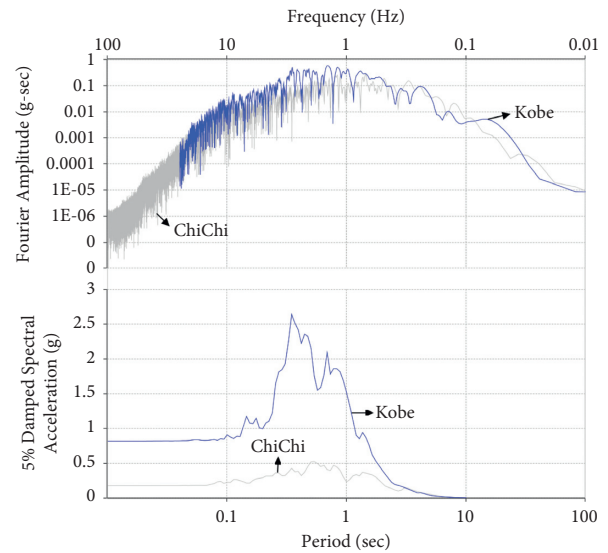 Frequency (Hz)
100 10 1 0.1 0.01
Fourier Amplitude (g-sec)
1
0.1
0.01
0.001
0.0001
1E-05
1E-06
0
0
Kobe
ChiChi
5% Damped Spectral
Acceleration (g)
3
2.5
2
1.5
1
0.5
0
Kobe
ChiChi
0.1 1 10 100
Period (sec)